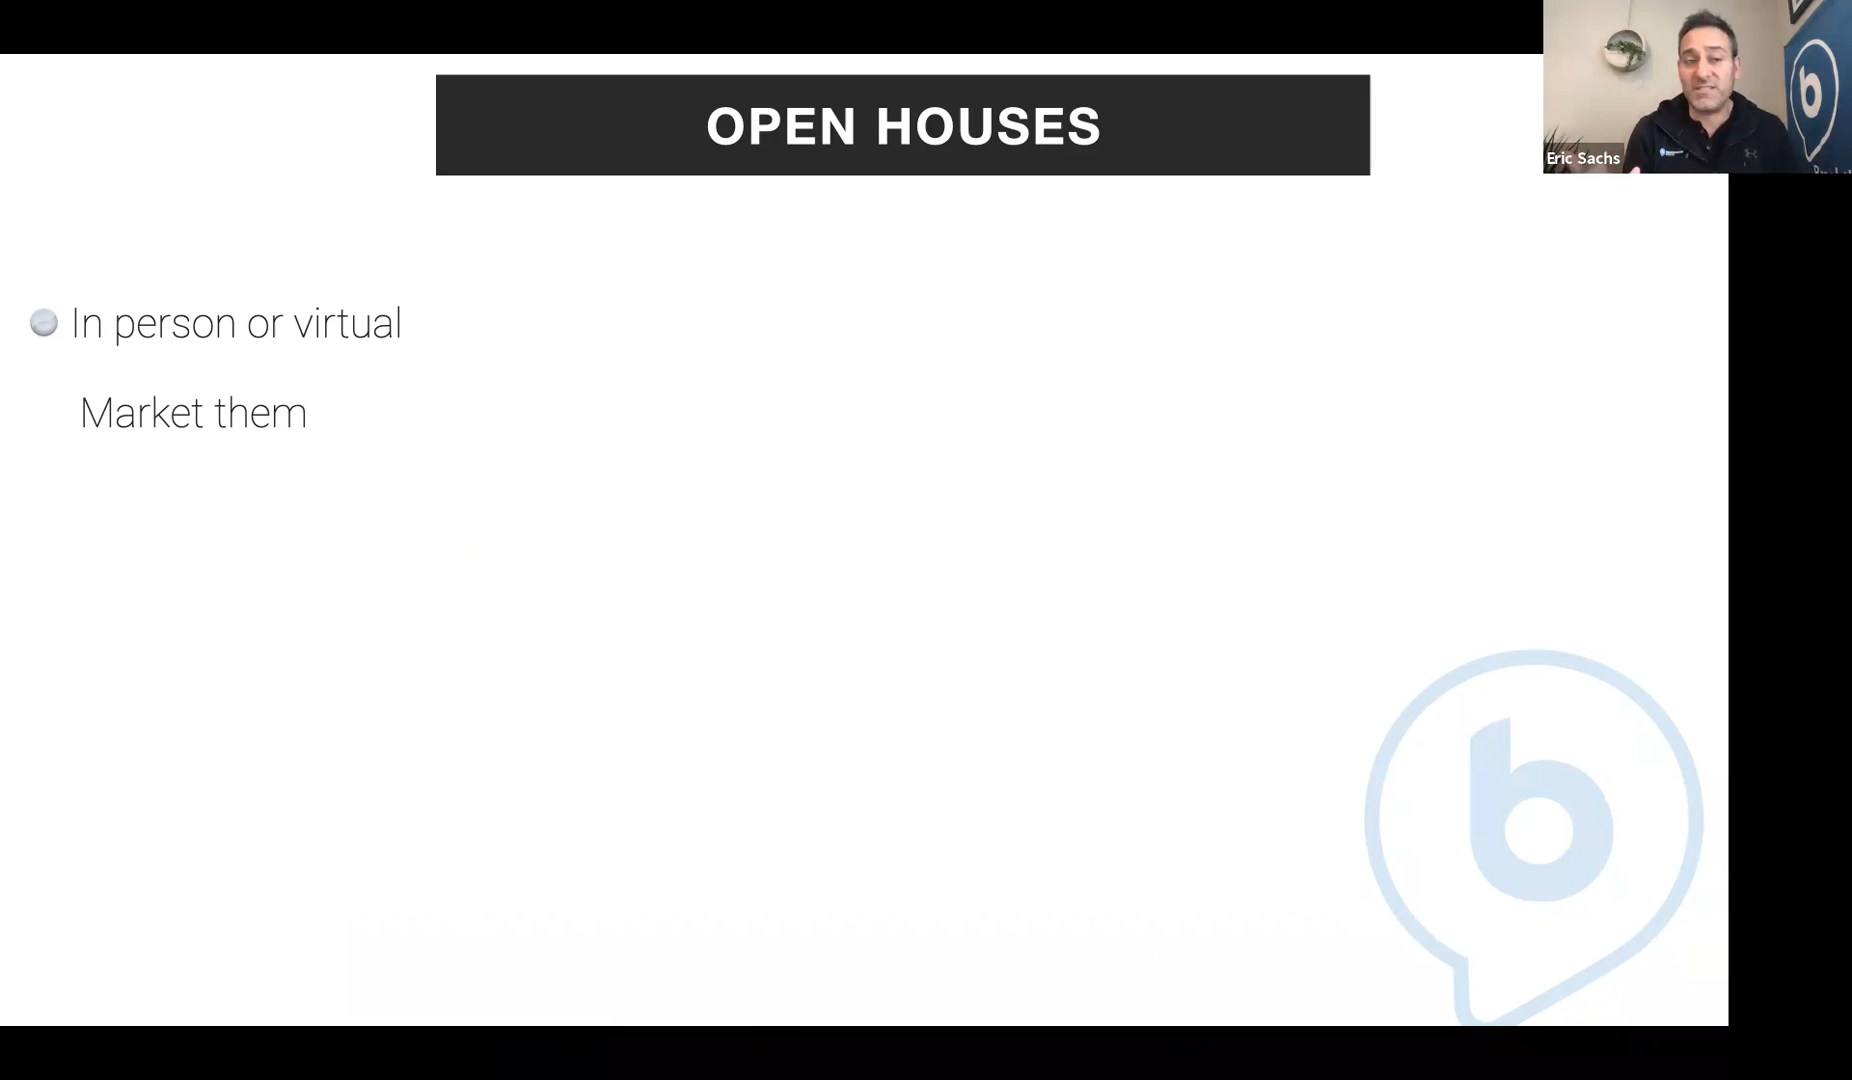 OPEN HOUSES
Eric Sachs
In person or virtual
Market them
b
b